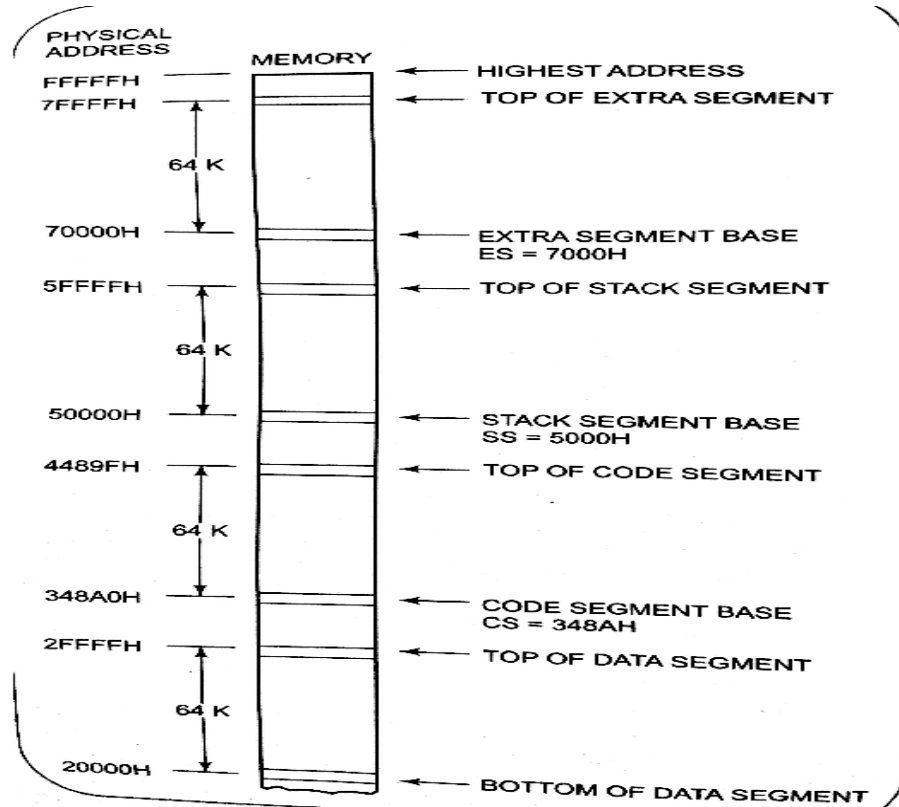 PHYSICAL
ADDRESS
MEMORY
FFFFFH
HIGHEST ADDRESS
7FFFFH
TOP OF EXTRA SEGMENT
64 K
70000H
EXTRA SEGMENT BASE
ES = 7000H
5FFFFH
TOP OF STACK SEGMENT
64 K
50000H
STACK SEGMENT BASE
SS = 5000H
4489FH
TOP OF CODE SEGMENT
64 K
348A0H
CODE SEGMENT BASE
CS = 348AH
2FFFFH
TOP OF DATA SEGMENT
64 K
20000H
BOTTOM OF DATA SEGMENT